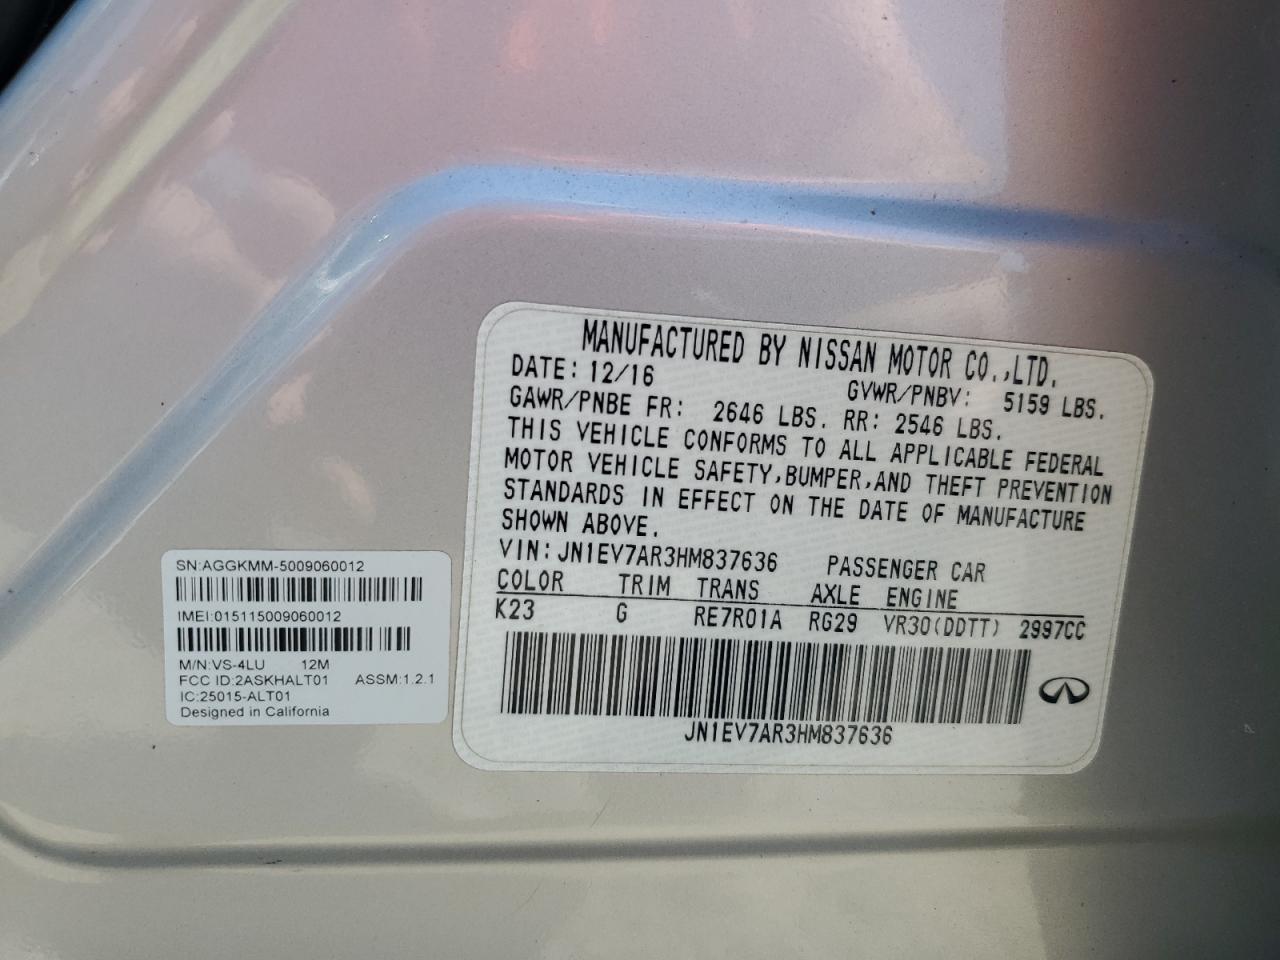 MANUFACTURED BY NISSAN MOTOR CO.,LTD.
DATE: 12/16 GVWR/PNBV: 5159 LBS.
GAWR/PNBE FR: 2646 LBS. RR: 2546 LBS.
THIS VEHICLE CONFORMS TO ALL APPLICABLE FEDERAL
MOTOR VEHICLE SAFETY,BUMPER,AND THEFT PREVENTION
STANDARDS IN EFFECT ON THE DATE OF MANUFACTURE
SHOWN ABOVE.
VIN: JN1EV7AR3HM837636 PASSENGER CAR
COLOR TRIM TRANS AXLE ENGINE
K23 G RE7R01A RG29 VR30(DDTT) 2997CC
JN1EV7AR3HM837636
SN:AGGKMM-5009060012
IMEI:015115009060012
M/N:VS-4LU 12M
FCC ID:2ASKHALT01 ASSM:1.2.1
IC:25015-ALT01
Designed in California